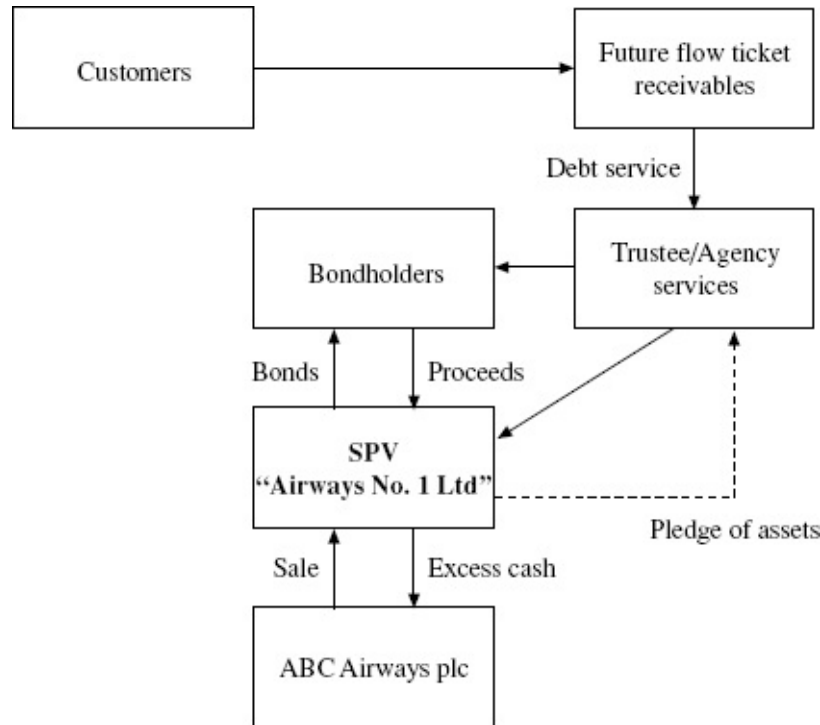 Customers
Future flow ticket
receivables
Debt service
Bondholders
Trustee/Agency
services
Bonds
Proceeds
SPV
“Airways No. 1 Ltd”
Pledge of assets
Sale
Excess cash
ABC Airways plc